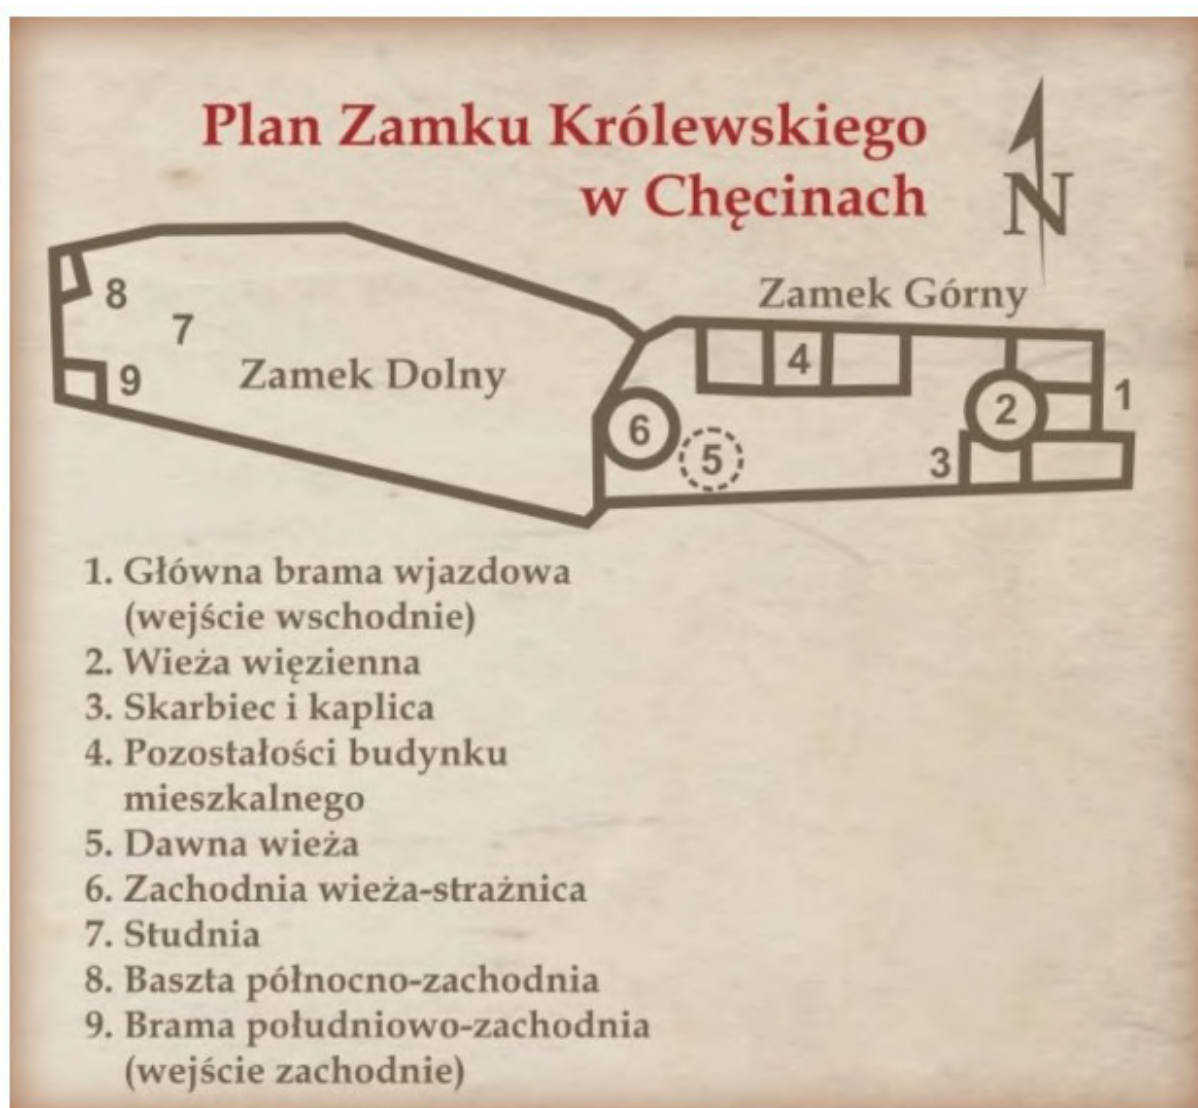 Plan Zamku Królewskiego
w Chęcinach
N
Zamek Górny
8
7
4
Zamek Dolny
9
1
2
6
5
3
1. Główna brama wjazdowa
(wejście wschodnie)
2. Wieża więzienna
3. Skarbiec i kaplica
4. Pozostałości budynku
mieszkalnego
5. Dawna wieża
6. Zachodnia wieża-strażnica
7. Studnia
8. Baszta północno-zachodnia
9. Brama południowo-zachodnia
(wejście zachodnie)